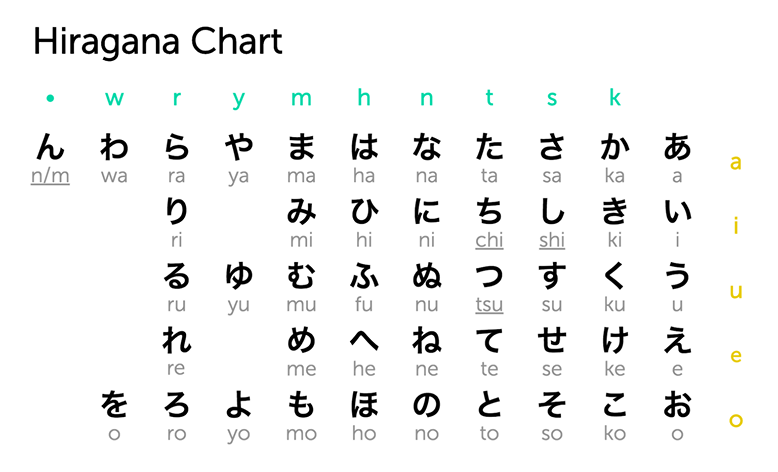 Hiragana Chart
• w r y m h n t s k
ん わ ら や ま は な た さ か あ
n/m wa ra ya ma ha na ta sa ka a a
り み ひ に ち し き い
ri mi hi ni chi shi ki i i
る ゆ む ふ ぬ つ す く う
ru yu mu fu nu tsu su ku u u
れ め へ ね て せ け え
re me he ne te se ke e e
を ろ よ も ほ の と そ こ お
o ro yo mo ho no to so ko o o